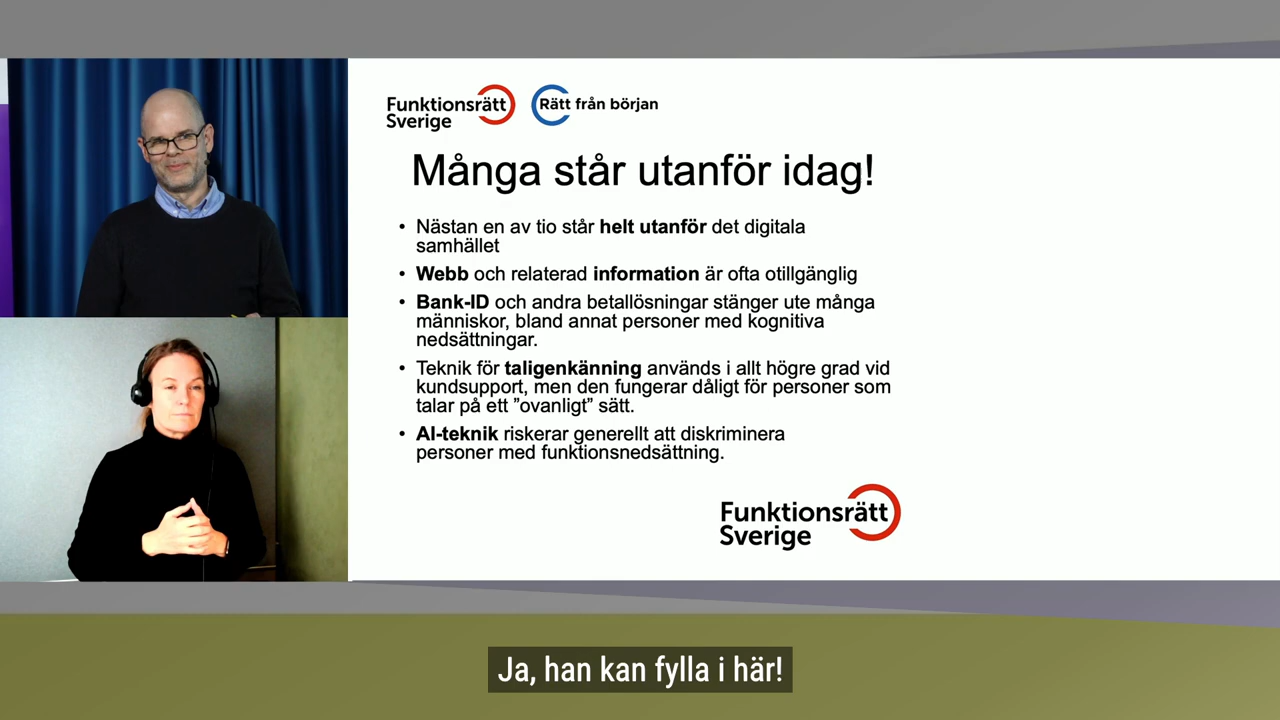 Funktionsrätt
Sverige
Rätt från början
Många står utanför idag!
• Nästan en av tio står helt utanför det digitala
samhället
• Webb och relaterad information är ofta otillgänglig
• Bank-ID och andra betallösningar stänger ute många
människor, bland annat personer med kognitiva
nedsättningar.
• Teknik för taligenkänning används i allt högre grad vid
kundsupport, men den fungerar dåligt för personer som
talar på ett ”ovanligt” sätt.
• AI-teknik riskerar generellt att diskriminera
personer med funktionsnedsättning.
Funktionsrätt
Sverige
Ja, han kan fylla i här!